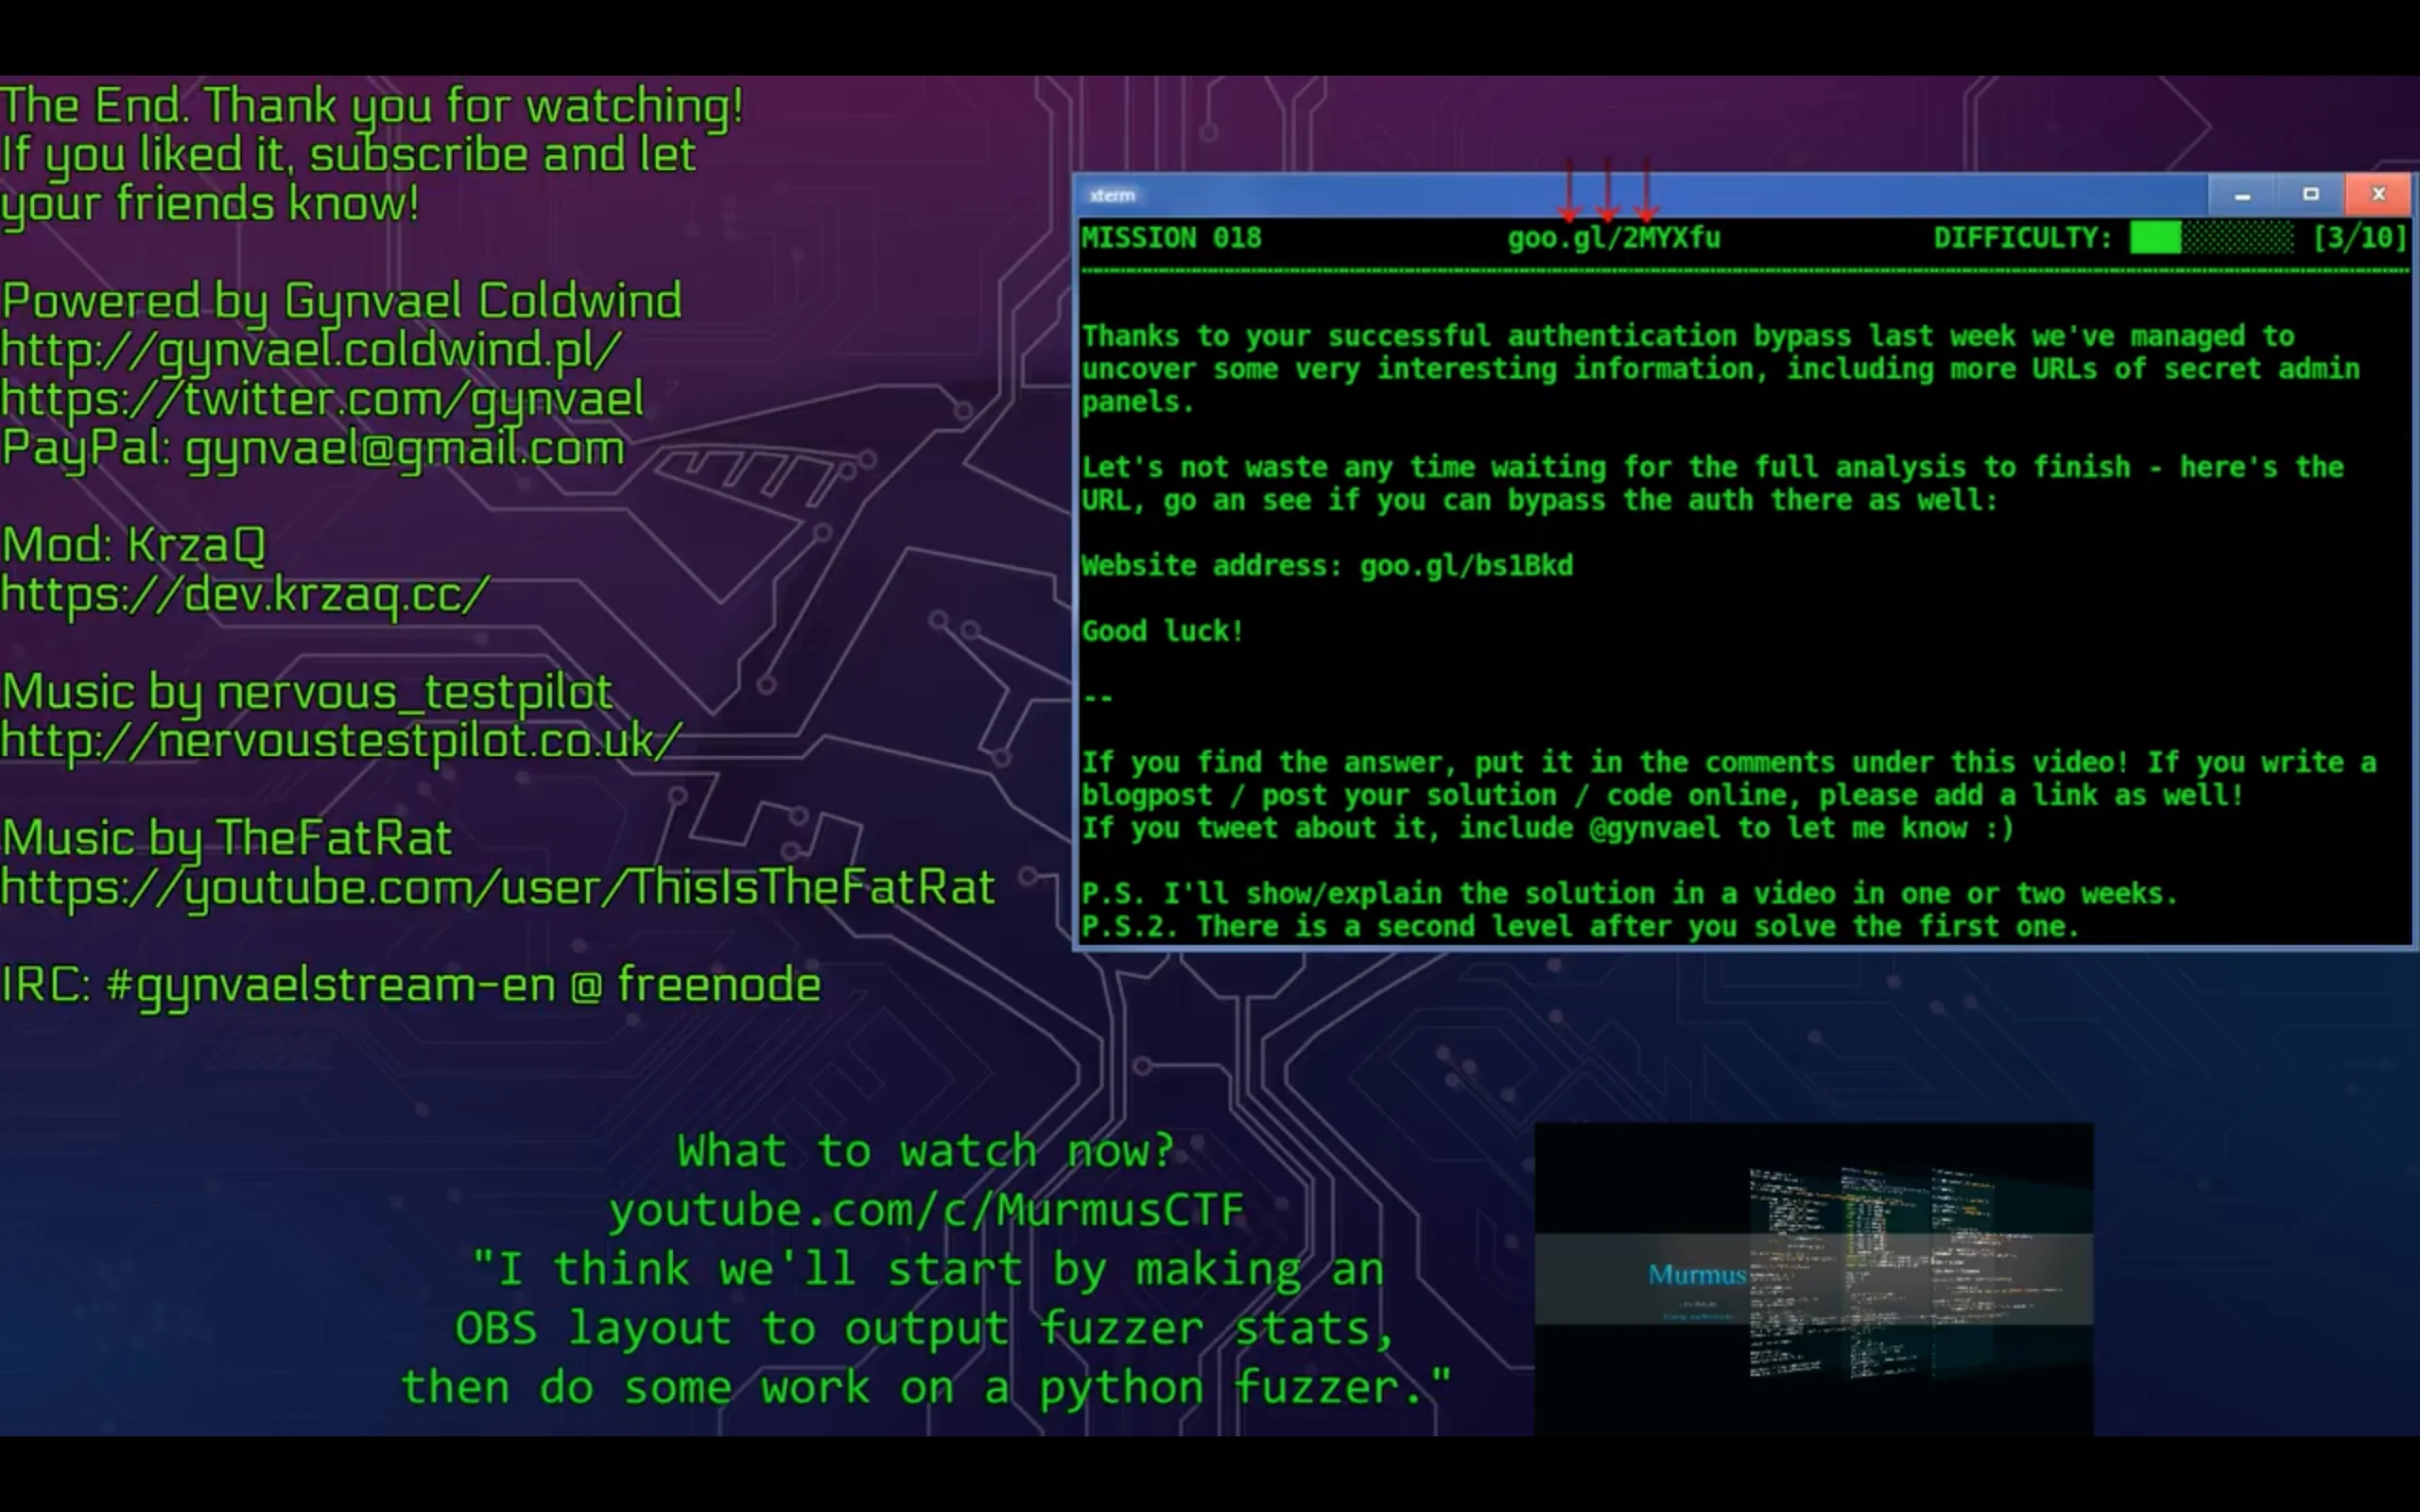 The End. Thank you for watching!
If you liked it, subscribe and let
your friends know!
Powered by Gynvael Coldwind
http://gynvael.coldwind.pl/
https://twitter.com/gynvael
PayPal: gynvael@gmail.com
Mod: KrzaQ
https://dev.krzaq.cc/
Music by nervous_testpilot
http://nervoustestpilot.co.uk/
Music by TheFatRat
https://youtube.com/user/ThisIsTheFatRat
IRC: #gynvaelstream-en @ freenode
xterm
MISSION 018 goo.gl/2MYXfu DIFFICULTY: [3/10]
Thanks to your successful authentication bypass last week we've managed to
uncover some very interesting information, including more URLs of secret admin
panels.
Let's not waste any time waiting for the full analysis to finish - here's the
URL, go an see if you can bypass the auth there as well:
Website address: goo.gl/bs1Bkd
Good luck!
--
If you find the answer, put it in the comments under this video! If you write a
blogpost / post your solution / code online, please add a link as well!
If you tweet about it, include @gynvael to let me know :)
P.S. I'll show/explain the solution in a video in one or two weeks.
P.S.2. There is a second level after you solve the first one.
What to watch now?
youtube.com/c/MurmusCTF
"I think we'll start by making an
OBS layout to output fuzzer stats,
then do some work on a python fuzzer."
Murmus